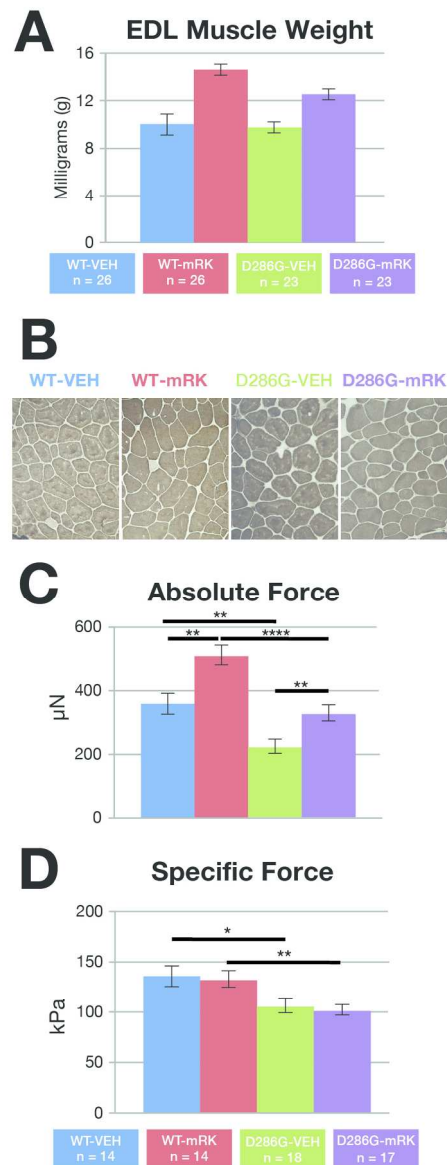 A
EDL Muscle Weight
Milligrams (g)
16
12
8
4
0
WT-VEH
n = 26
WT-mRK
n = 26
D286G-VEH
n = 23
D286G-mRK
n = 23
B
WT-VEH WT-mRK D286G-VEH D286G-mRK
C
Absolute Force
µN
600
400
200
0
**
**
****
**
D
Specific Force
kPa
200
150
100
50
0
*
**
WT-VEH
n = 14
WT-mRK
n = 14
D286G-VEH
n = 18
D286G-mRK
n = 17